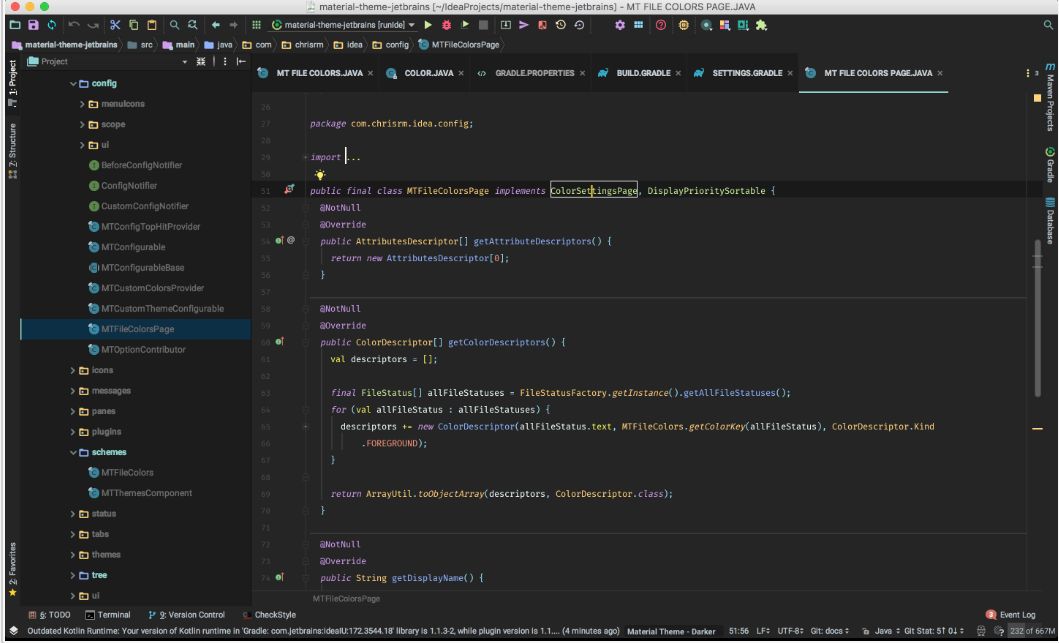 material-theme-jetbrains [~/IdeaProjects/material-theme-jetbrains] - MT FILE COLORS PAGE.JAVA
material-theme-jetbrains [runide]
material-theme-jetbrains src main java com chrisrm idea config MTFileColorsPage
Project
MT FILE COLORS.JAVA COLOR.JAVA GRADLE.PROPERTIES BUILD.GRADLE SETTINGS.GRADLE MT FILE COLORS PAGE.JAVA
1: Project
7: Structure
2: Favorites
config
menuIcons
scope
ui
BeforeConfigNotifier
ConfigNotifier
CustomConfigNotifier
MTConfigTopHitProvider
MTConfigurable
MTConfigurableBase
MTCustomColorsProvider
MTCustomThemeConfigurable
MTFileColorsPage
MTOptionContributor
icons
messages
panes
plugins
schemes
MTFileColors
MTThemesComponent
status
tabs
themes
tree
ui
26
27 package com.chrisrm.idea.config;
28
29 import ...
50
51 public final class MTFileColorsPage implements ColorSettingsPage, DisplayPrioritySortable {
52 @NotNull
53 @Override
54 public AttributesDescriptor[] getAttributeDescriptors() {
55 return new AttributesDescriptor[0];
56 }
57
58 @NotNull
59 @Override
60 public ColorDescriptor[] getColorDescriptors() {
61 val descriptors = [];
62
63 final FileStatus[] allFileStatuses = FileStatusFactory.getInstance().getAllFileStatuses();
64 for (val allFileStatus : allFileStatuses) {
65 descriptors += new ColorDescriptor(allFileStatus.text, MTFileColors.getColorKey(allFileStatus), ColorDescriptor.Kind
66 .FOREGROUND);
67 }
68
69 return ArrayUtil.toObjectArray(descriptors, ColorDescriptor.class);
70 }
71
72 @NotNull
73 @Override
74 public String getDisplayName() {
MTFileColorsPage
Maven Projects
Gradle
Database
6: TODO Terminal 9: Version Control CheckStyle 3 Event Log
Outdated Kotlin Runtime: Your version of Kotlin runtime in 'Gradle: com.jetbrains:ideaIU:172.3544.18' library is 1.1.3-2, while plugin version is 1.1.... (4 minutes ago) Material Theme - Darker 51:56 LF÷ UTF-8÷ Git: docs÷ Java ÷ Git Stat: